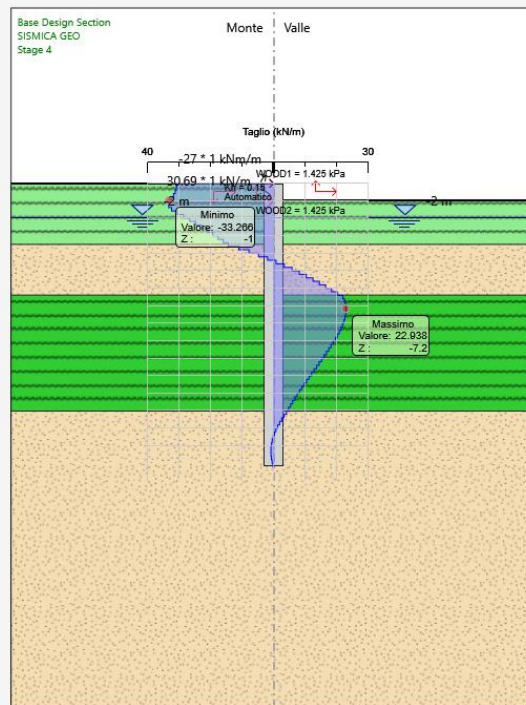 Base Design Section
SISMICA GEO
Stage 4
Monte
Valle
Taglio (kN/m)
40
30
-27 * 1 kNm/m
30.69 * 1 kN/m
WOOD1 = 1.425 kPa
Kh = 0.15
Automatico
-2 m
-2 m
WOOD2 = 1.425 kPa
Minimo
Valore: -33.266
Z : -1
Massimo
Valore: 22.938
Z : -7.2